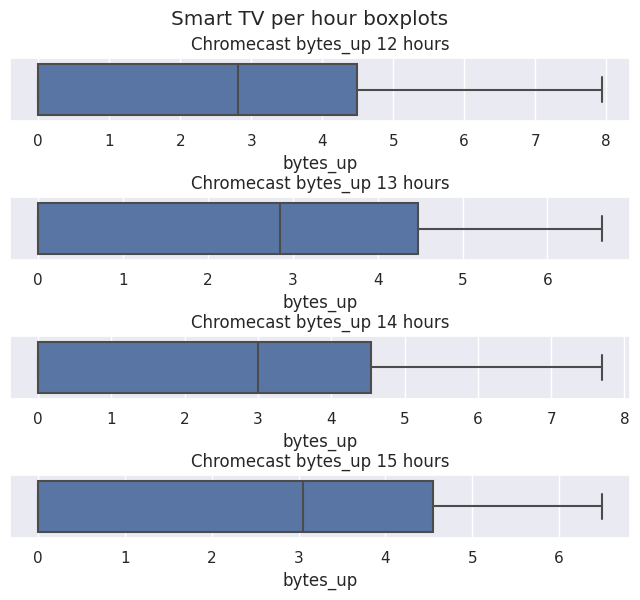 Smart TV per hour boxplots
Chromecast bytes_up 12 hours
0 1 2 3 4 5 6 7 8
bytes_up
Chromecast bytes_up 13 hours
0 1 2 3 4 5 6
bytes_up
Chromecast bytes_up 14 hours
0 1 2 3 4 5 6 7 8
bytes_up
Chromecast bytes_up 15 hours
0 1 2 3 4 5 6
bytes_up